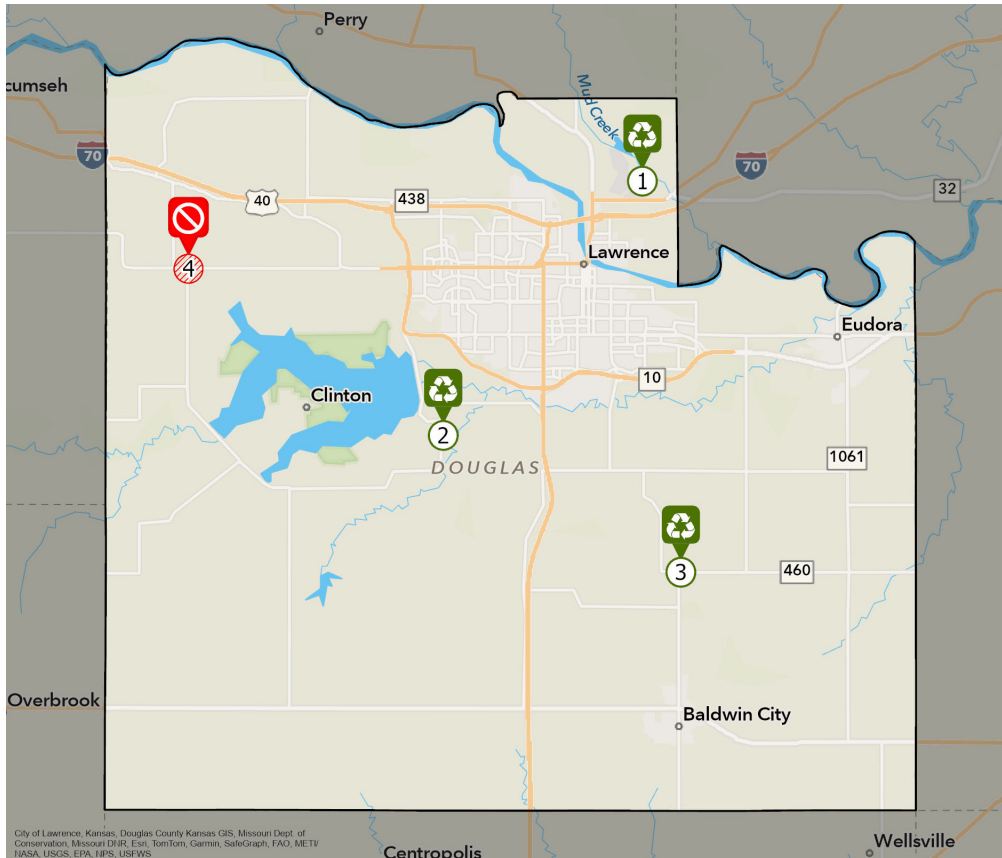 Perry
cumseh
Mud Creek
70
1
70
32
40
438
4
Lawrence
Eudora
10
Clinton
2
DOUGLAS
1061
3
460
Overbrook
Baldwin City
City of Lawrence, Kansas, Douglas County Kansas GIS, Missouri Dept. of
Conservation, Missouri DNR, Esri, TomTom, Garmin, SafeGraph, FAO, METI/
NASA, USGS, EPA, NPS, USFWS
Centropolis
Wellsville